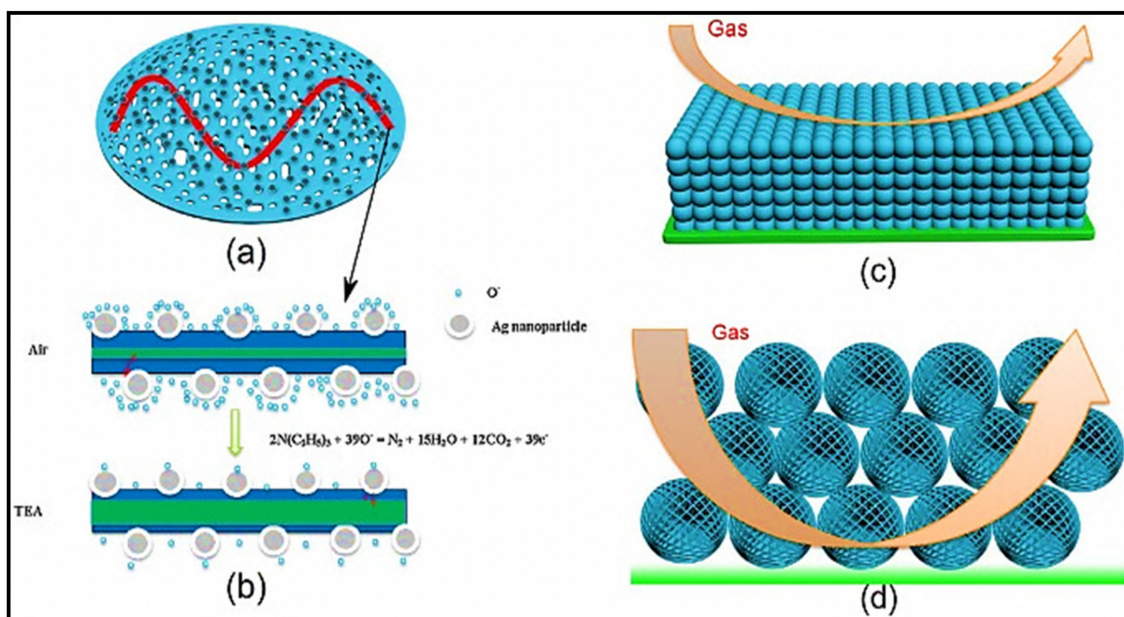 (a)
O⁻
Ag nanoparticle
Air
2N(C₂H₅)₃ + 39O⁻ = N₂ + 15H₂O + 12CO₂ + 39e⁻
TEA
(b)
Gas
(c)
Gas
(d)